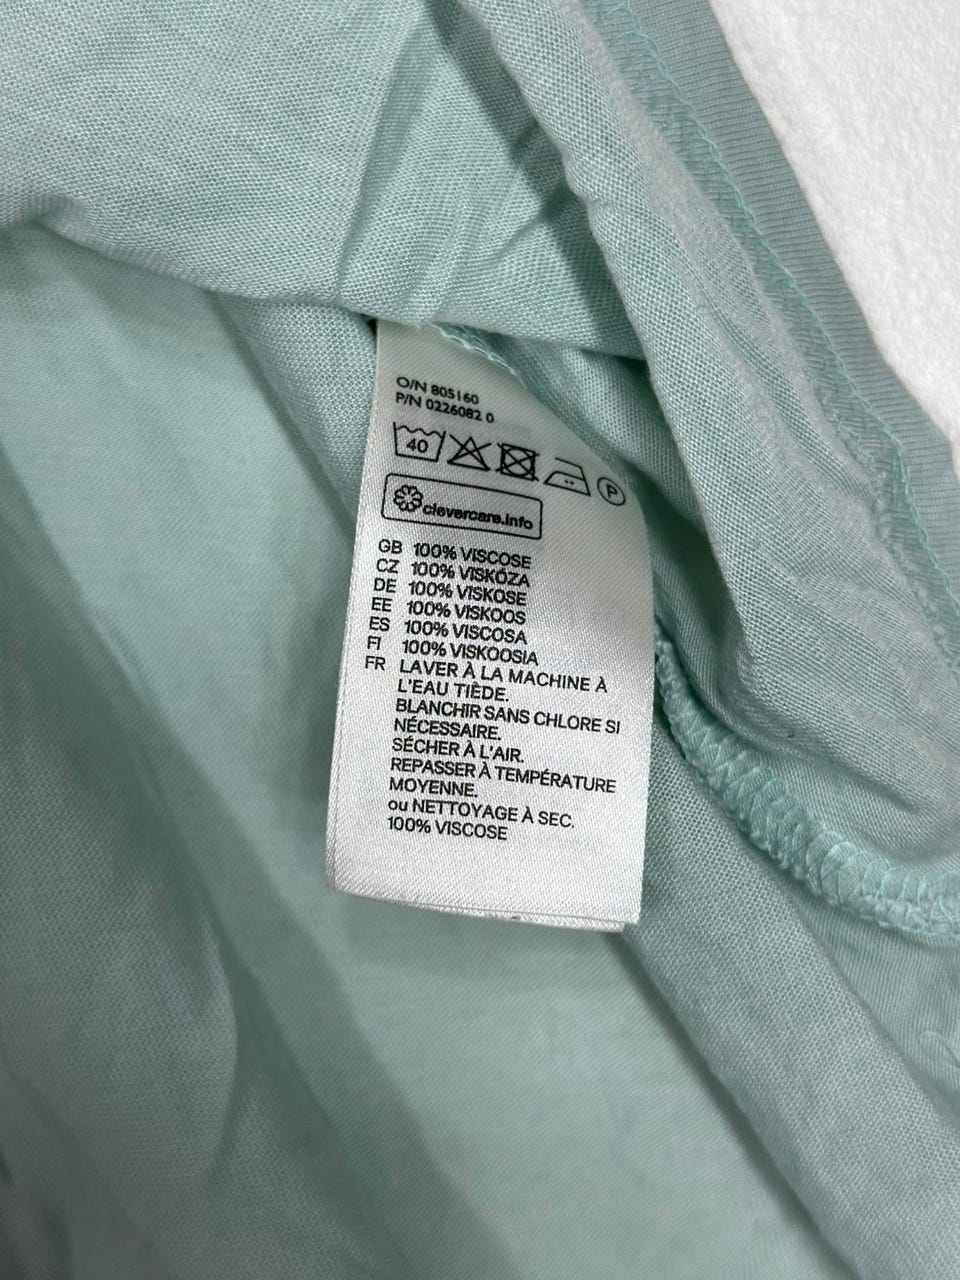 O/N 805160
P/N 0226082 0
40
P
clevercare.info
GB 100% VISCOSE
CZ 100% VISKÓZA
DE 100% VISKOSE
EE 100% VISKOOS
ES 100% VISCOSA
FI 100% VISKOOSIA
FR LAVER À LA MACHINE À
L'EAU TIÈDE.
BLANCHIR SANS CHLORE SI
NÉCESSAIRE.
SÉCHER À L'AIR.
REPASSER À TEMPÉRATURE
MOYENNE.
ou NETTOYAGE À SEC.
100% VISCOSE